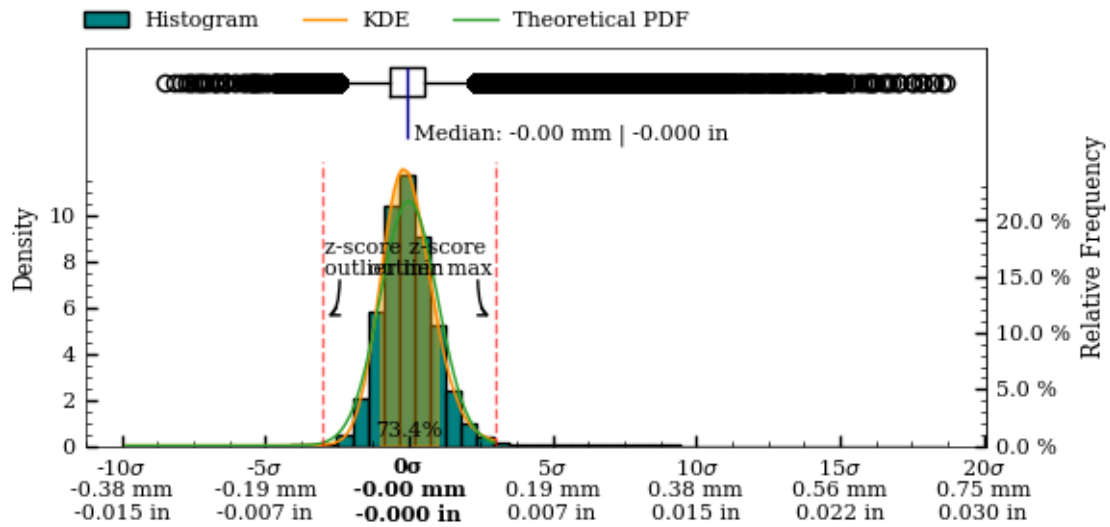 Histogram KDE Theoretical PDF
Median: -0.00 mm | -0.000 in
Density
Relative Frequency
10
8
6
4
2
0
20.0 %
15.0 %
10.0 %
5.0 %
0.0 %
z-score
outlier min
z-score
outlier max
73.4%
-10σ -5σ 0σ 5σ 10σ 15σ 20σ
-0.38 mm -0.19 mm -0.00 mm 0.19 mm 0.38 mm 0.56 mm 0.75 mm
-0.015 in -0.007 in -0.000 in 0.007 in 0.015 in 0.022 in 0.030 in